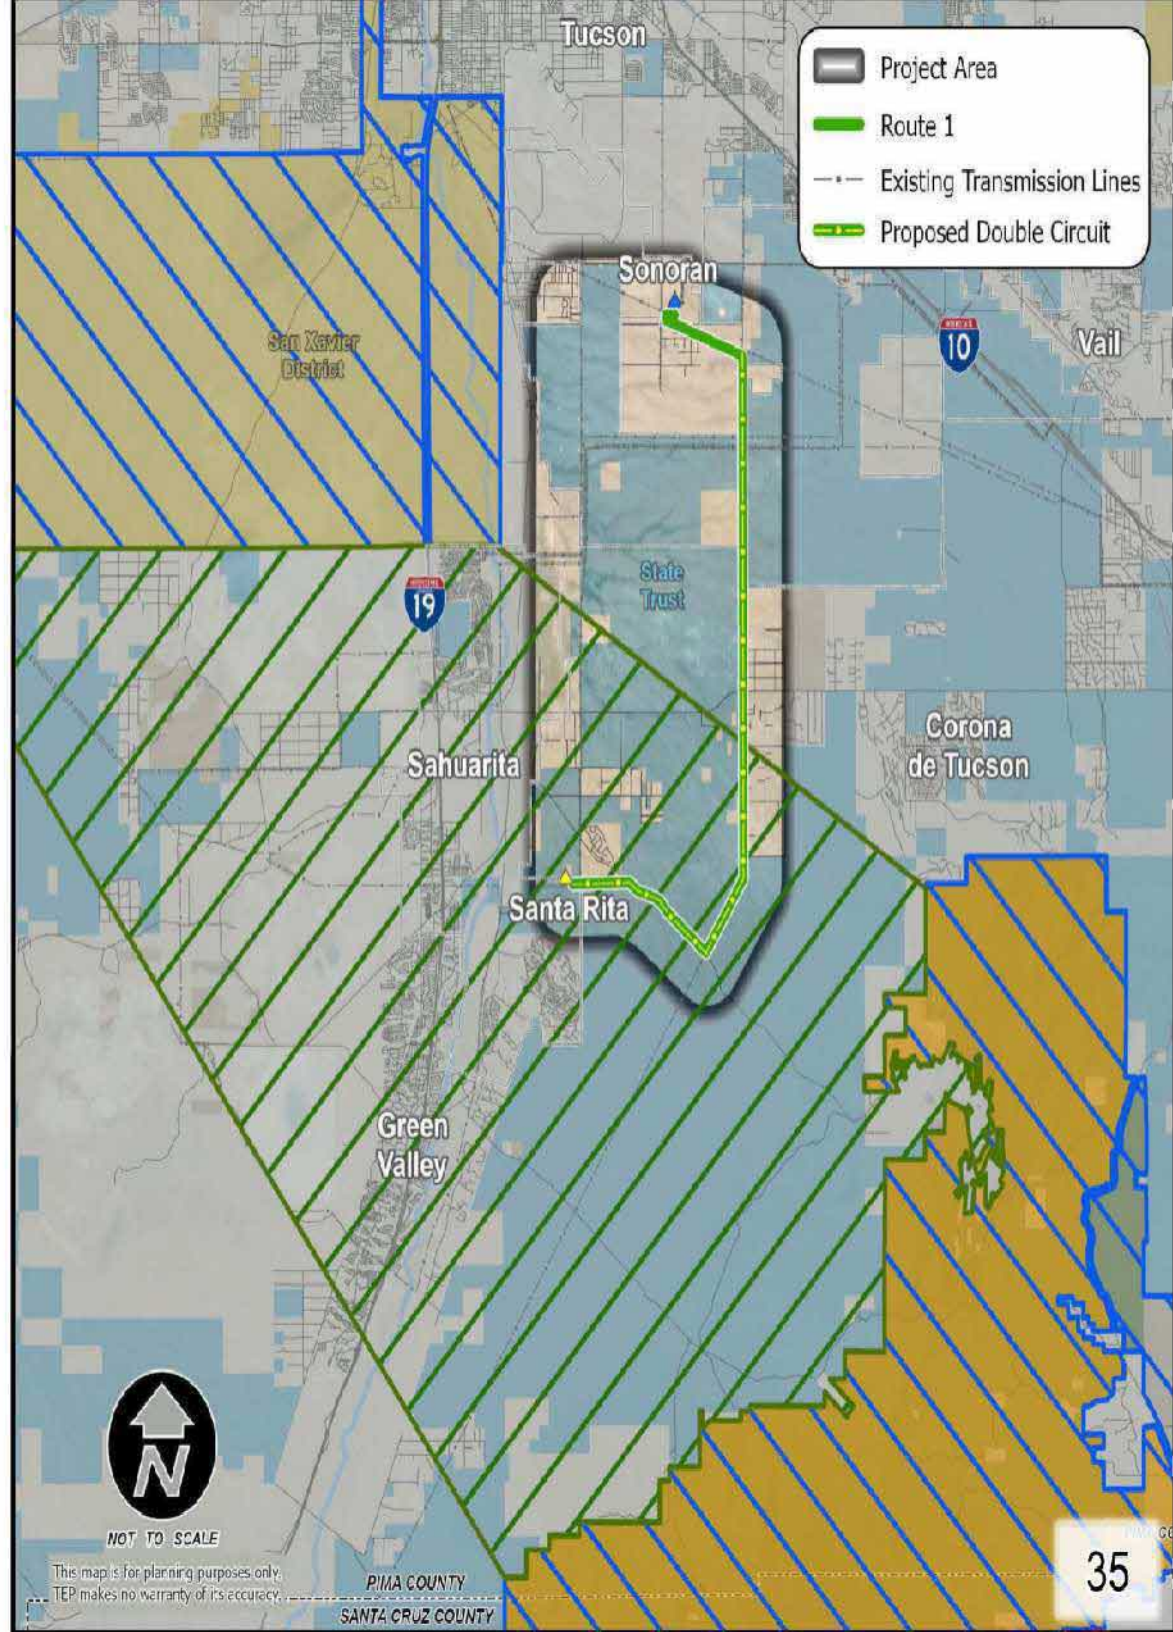 Tucson
Project Area
Route 1
Existing Transmission Lines
Proposed Double Circuit
Sonoran
INTERSTATE
10
Vail
San Xavier
District
State
Trust
INTERSTATE
19
Corona
de Tucson
Sahuarita
Santa Rita
Green
Valley
N
NOT TO SCALE
This map is for planning purposes only.
TEP makes no warranty of its accuracy.
PIMA COUNTY
SANTA CRUZ COUNTY
35